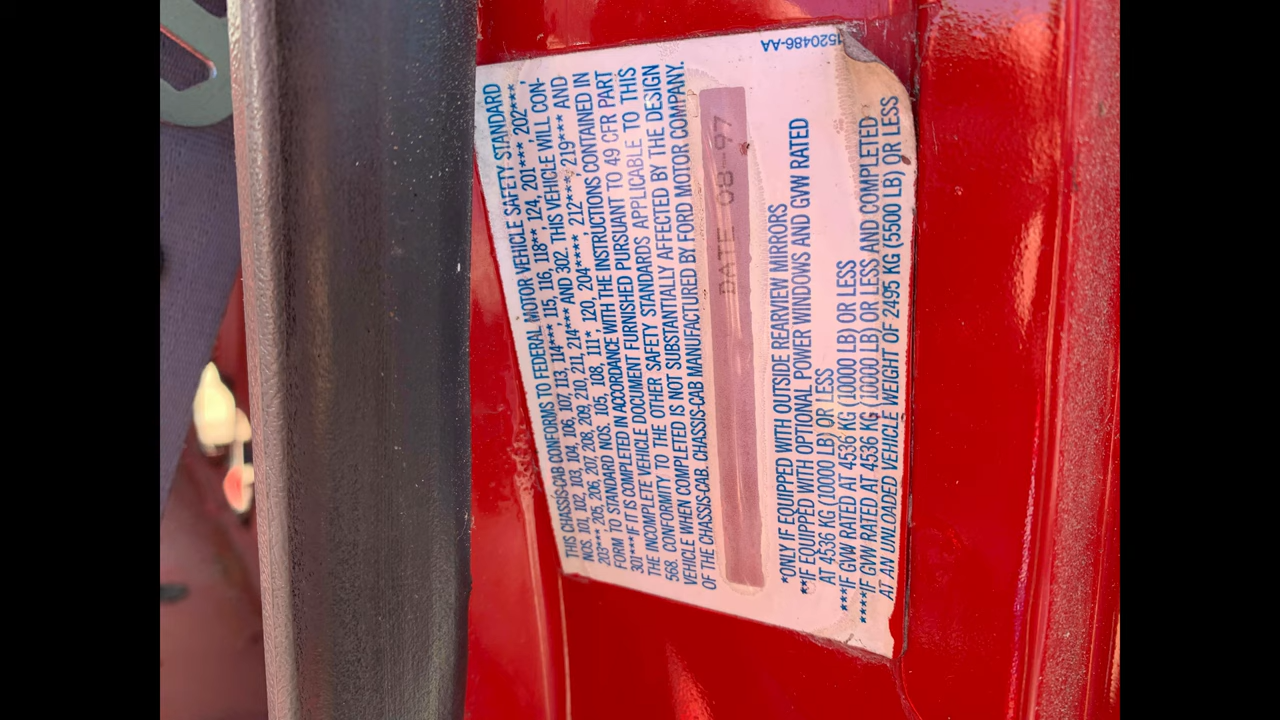 THIS CHASSIS-CAB CONFORMS TO FEDERAL MOTOR VEHICLE SAFETY STANDARD
NOS. 101, 102, 103, 104, 106, 107, 113, 114***, 115, 116, 118**, 124, 201***, 202***,
203*** 205, 206, 207, 208, 209, 210, 211, 214*** AND 302. THIS VEHICLE WILL CON-
FORM TO STANDARD NOS. 105, 108, 111*, 120, 204****, 212***, 219*** AND
301***IF IT IS COMPLETED IN ACCORDANCE WITH THE INSTRUCTIONS CONTAINED IN
THE INCOMPLETE VEHICLE DOCUMENT FURNISHED PURSUANT TO 49 CFR PART
568. CONFORMITY TO THE OTHER SAFETY STANDARDS APPLICABLE TO THIS
VEHICLE WHEN COMPLETED IS NOT SUBSTANTIALLY AFFECTED BY THE DESIGN
OF THE CHASSIS-CAB. CHASSIS-CAB MANUFACTURED BY FORD MOTOR COMPANY.
DATE 08-97
*ONLY IF EQUIPPED WITH OUTSIDE REARVIEW MIRRORS
**IF EQUIPPED WITH OPTIONAL POWER WINDOWS AND GVW RATED
AT 4536 KG (10000 LB) OR LESS
***IF GVW RATED AT 4536 KG (10000 LB) OR LESS
****IF GVW RATED AT 4536 KG (10000 LB) OR LESS AND COMPLETED
AT AN UNLOADED VEHICLE WEIGHT OF 2495 KG (5500 LB) OR LESS
1520486-AA